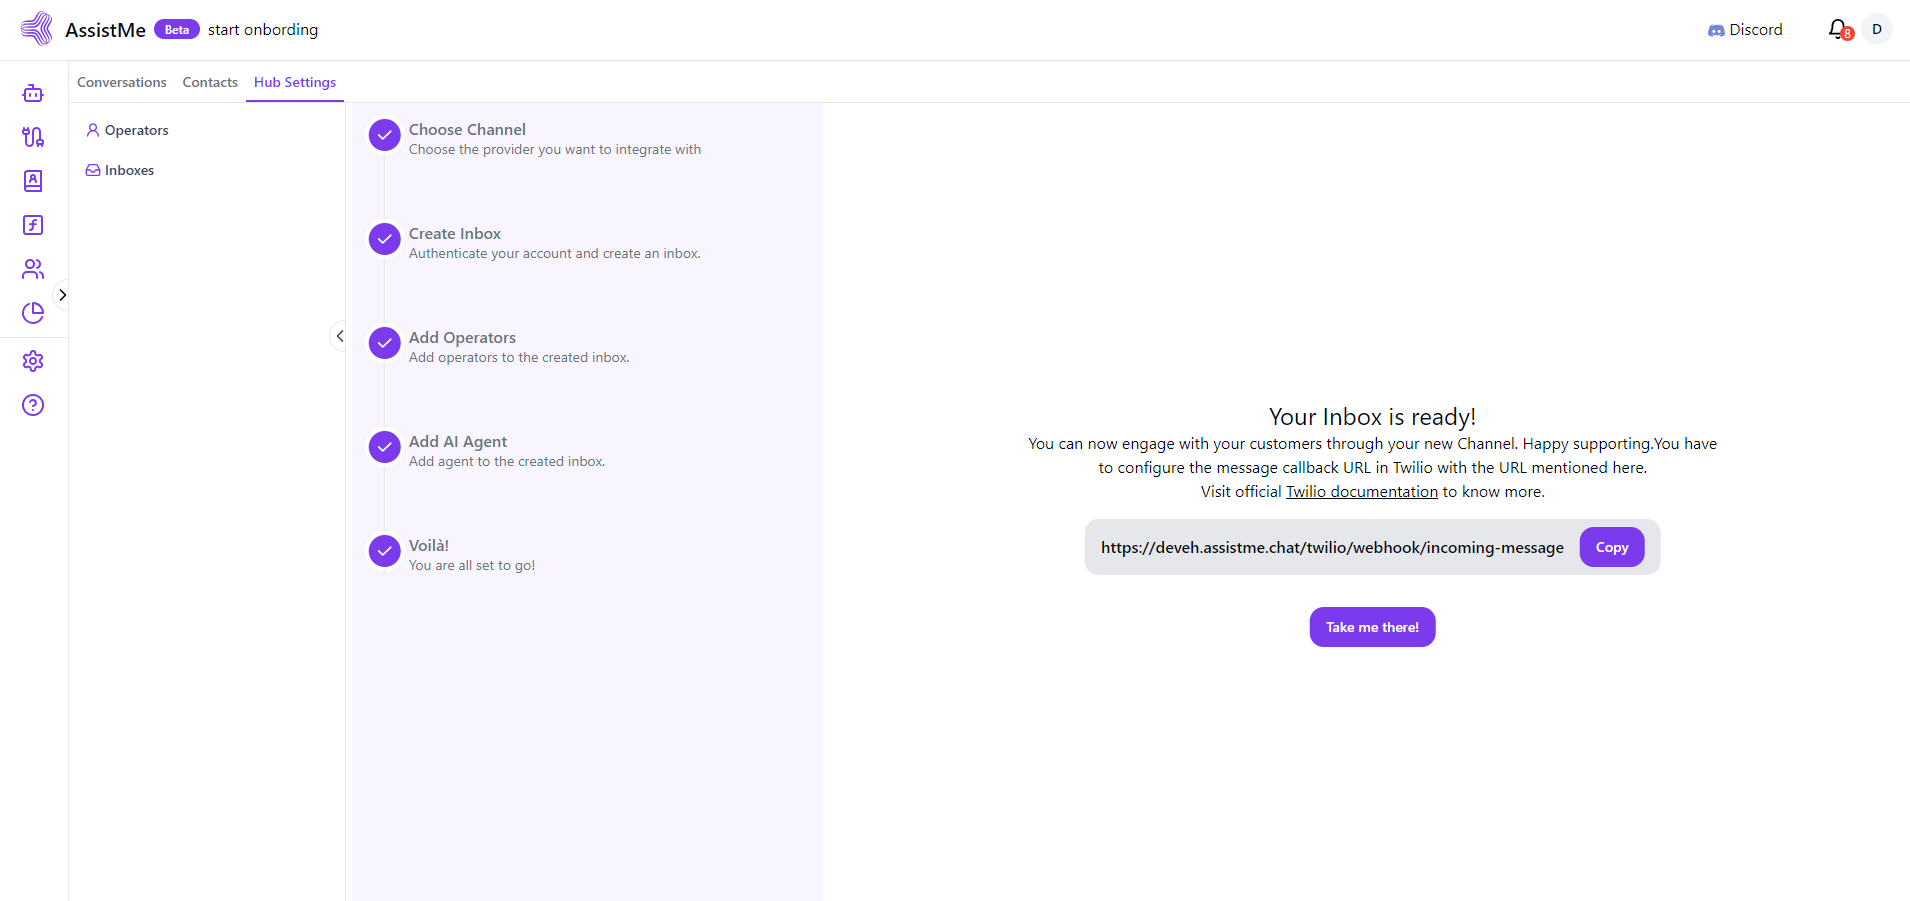 AssistMe Beta start onbording
Discord
8
D
Conversations Contacts Hub Settings
Operators
Inboxes
Choose Channel
Choose the provider you want to integrate with
Create Inbox
Authenticate your account and create an inbox.
Add Operators
Add operators to the created inbox.
Add AI Agent
Add agent to the created inbox.
Voilà!
You are all set to go!
Your Inbox is ready!
You can now engage with your customers through your new Channel. Happy supporting.You have
to configure the message callback URL in Twilio with the URL mentioned here.
Visit official Twilio documentation to know more.
https://deveh.assistme.chat/twilio/webhook/incoming-message Copy
Take me there!